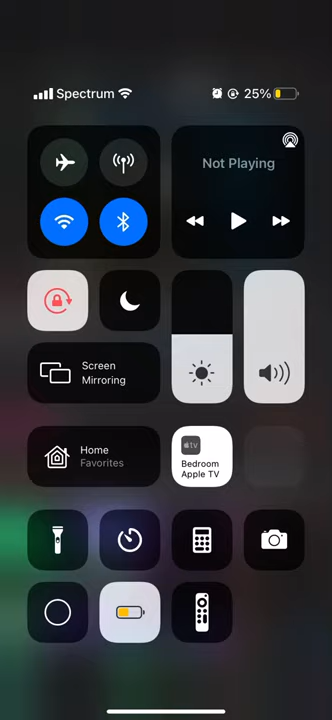 Spectrum
25%
Not Playing
Screen
Mirroring
Home
Favorites
tv
Bedroom
Apple TV